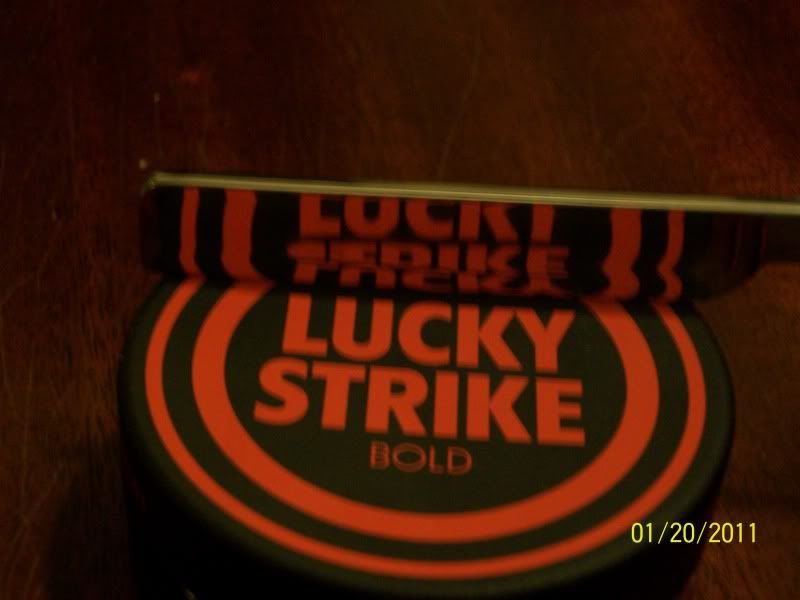 LUCKY
STRIKE
LUCKY
STRIKE
BOLD
01/20/2011